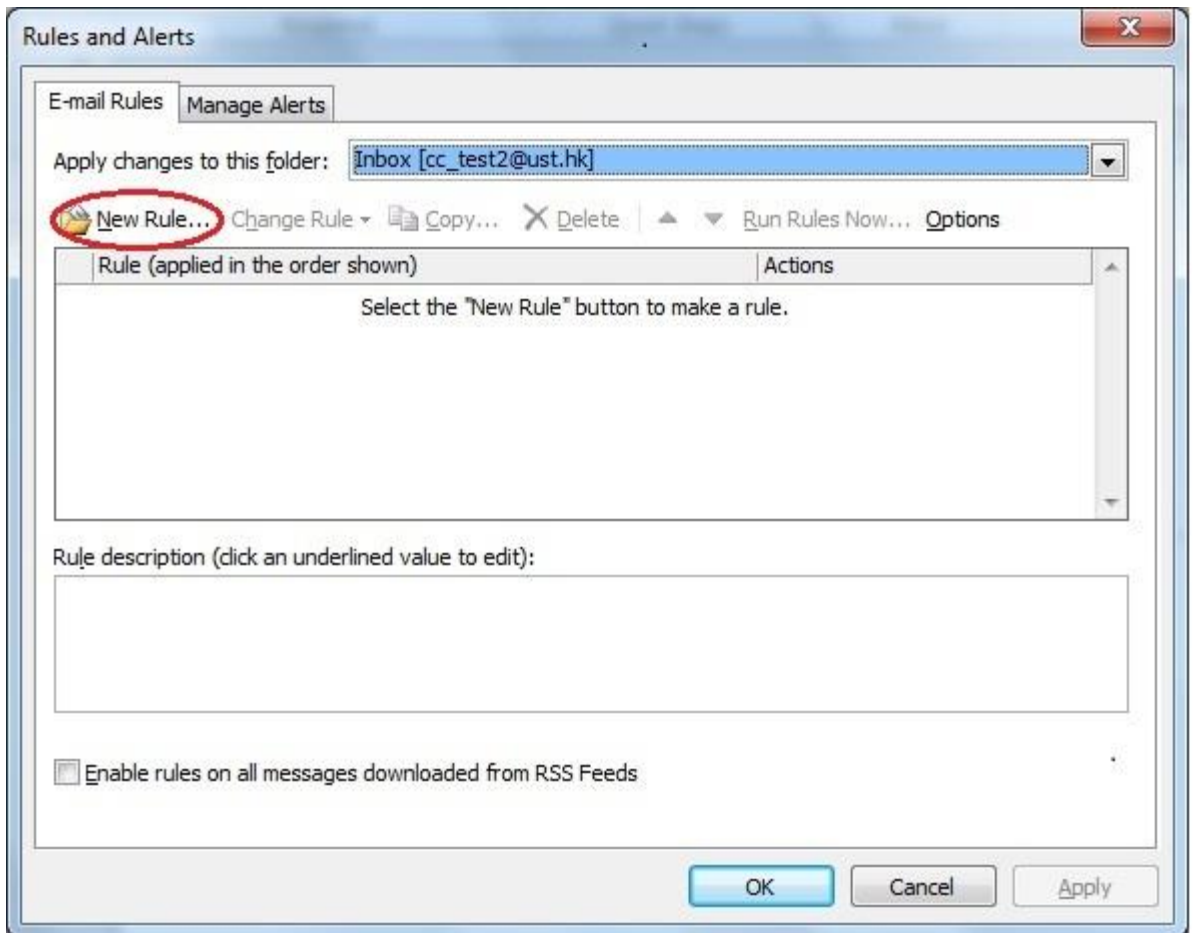 Rules and Alerts
E-mail Rules Manage Alerts
Apply changes to this folder: Inbox [cc_test2@ust.hk]
New Rule... Change Rule Copy... Delete Run Rules Now... Options
Rule (applied in the order shown) Actions
Select the "New Rule" button to make a rule.
Rule description (click an underlined value to edit):
Enable rules on all messages downloaded from RSS Feeds
OK Cancel Apply